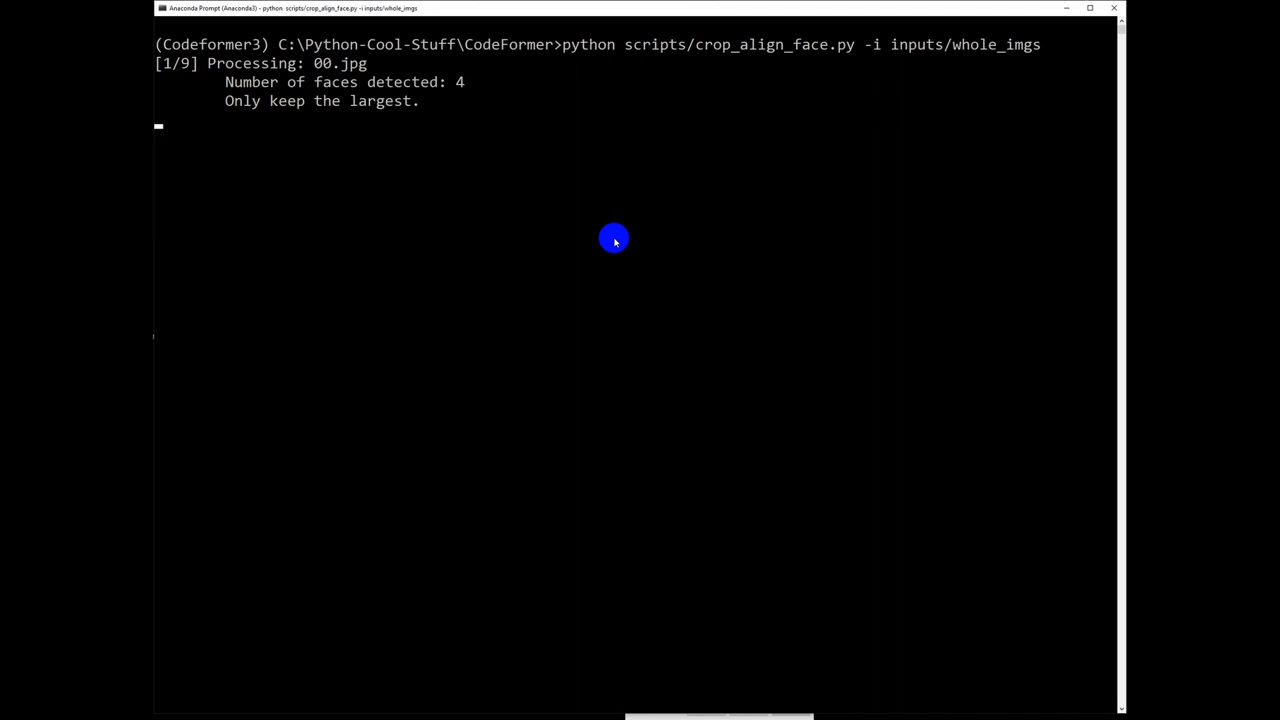 Anaconda Prompt (Anaconda3) - python scripts/crop_align_face.py -i inputs/whole_imgs
(Codeformer3) C:\Python-Cool-Stuff\CodeFormer>python scripts/crop_align_face.py -i inputs/whole_imgs
[1/9] Processing: 00.jpg
Number of faces detected: 4
Only keep the largest.